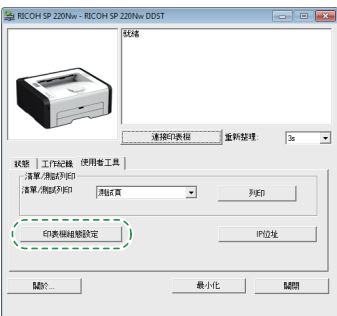 RICOH SP 220Nw - RICOH SP 220Nw DDST
就緒
連接印表機
重新整理:
3s
狀態
工作紀錄
使用者工具
清單/測試列印
清單/測試列印
測試頁
列印
印表機組態設定
IP位址
關於...
最小化
關閉